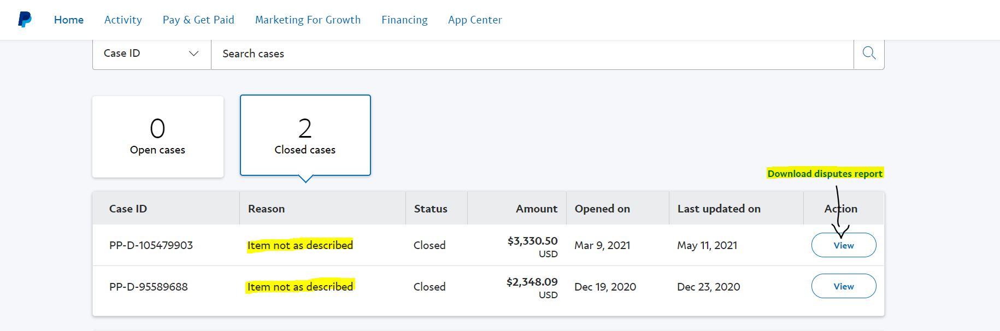 Home Activity Pay & Get Paid Marketing For Growth Financing App Center
Case ID Search cases
0 2
Open cases Closed cases
Download disputes report
Case ID Reason Status Amount Opened on Last updated on Action
PP-D-105479903 Item not as described Closed $3,330.50 USD Mar 9, 2021 May 11, 2021 View
PP-D-95589688 Item not as described Closed $2,348.09 USD Dec 19, 2020 Dec 23, 2020 View